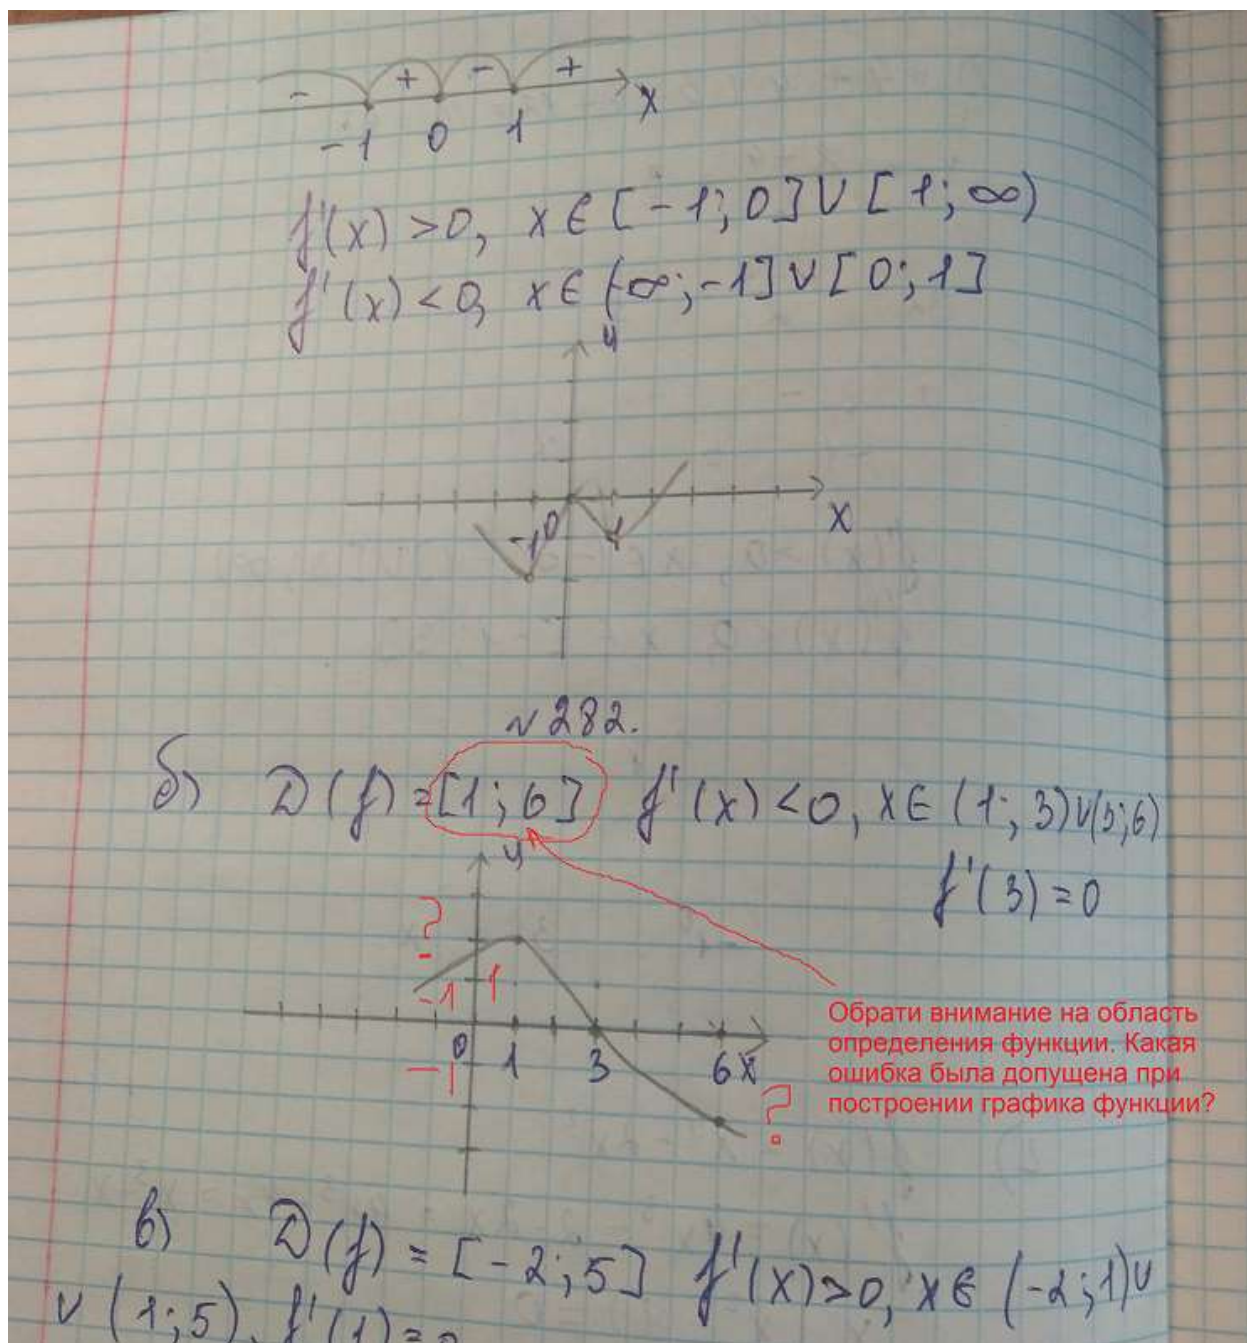 - + - + x
-1 0 1
f'(x) > 0, x ∈ [-1; 0] ∪ [1; ∞)
f'(x) < 0, x ∈ (-∞; -1] ∪ [0; 1]
y
-1 0 1 x
№282.
б) D(f) = [1; 6] f'(x) < 0, x ∈ (1; 3) ∪ (5; 6)
f'(3) = 0
y
?
-1 1
0 1 3 6 x
-1
?
Обрати внимание на область
определения функции. Какая
ошибка была допущена при
построении графика функции?
в) D(f) = [-2; 5] f'(x) > 0, x ∈ (-2; 1) ∪
∪ (1; 5), f'(1) = 0